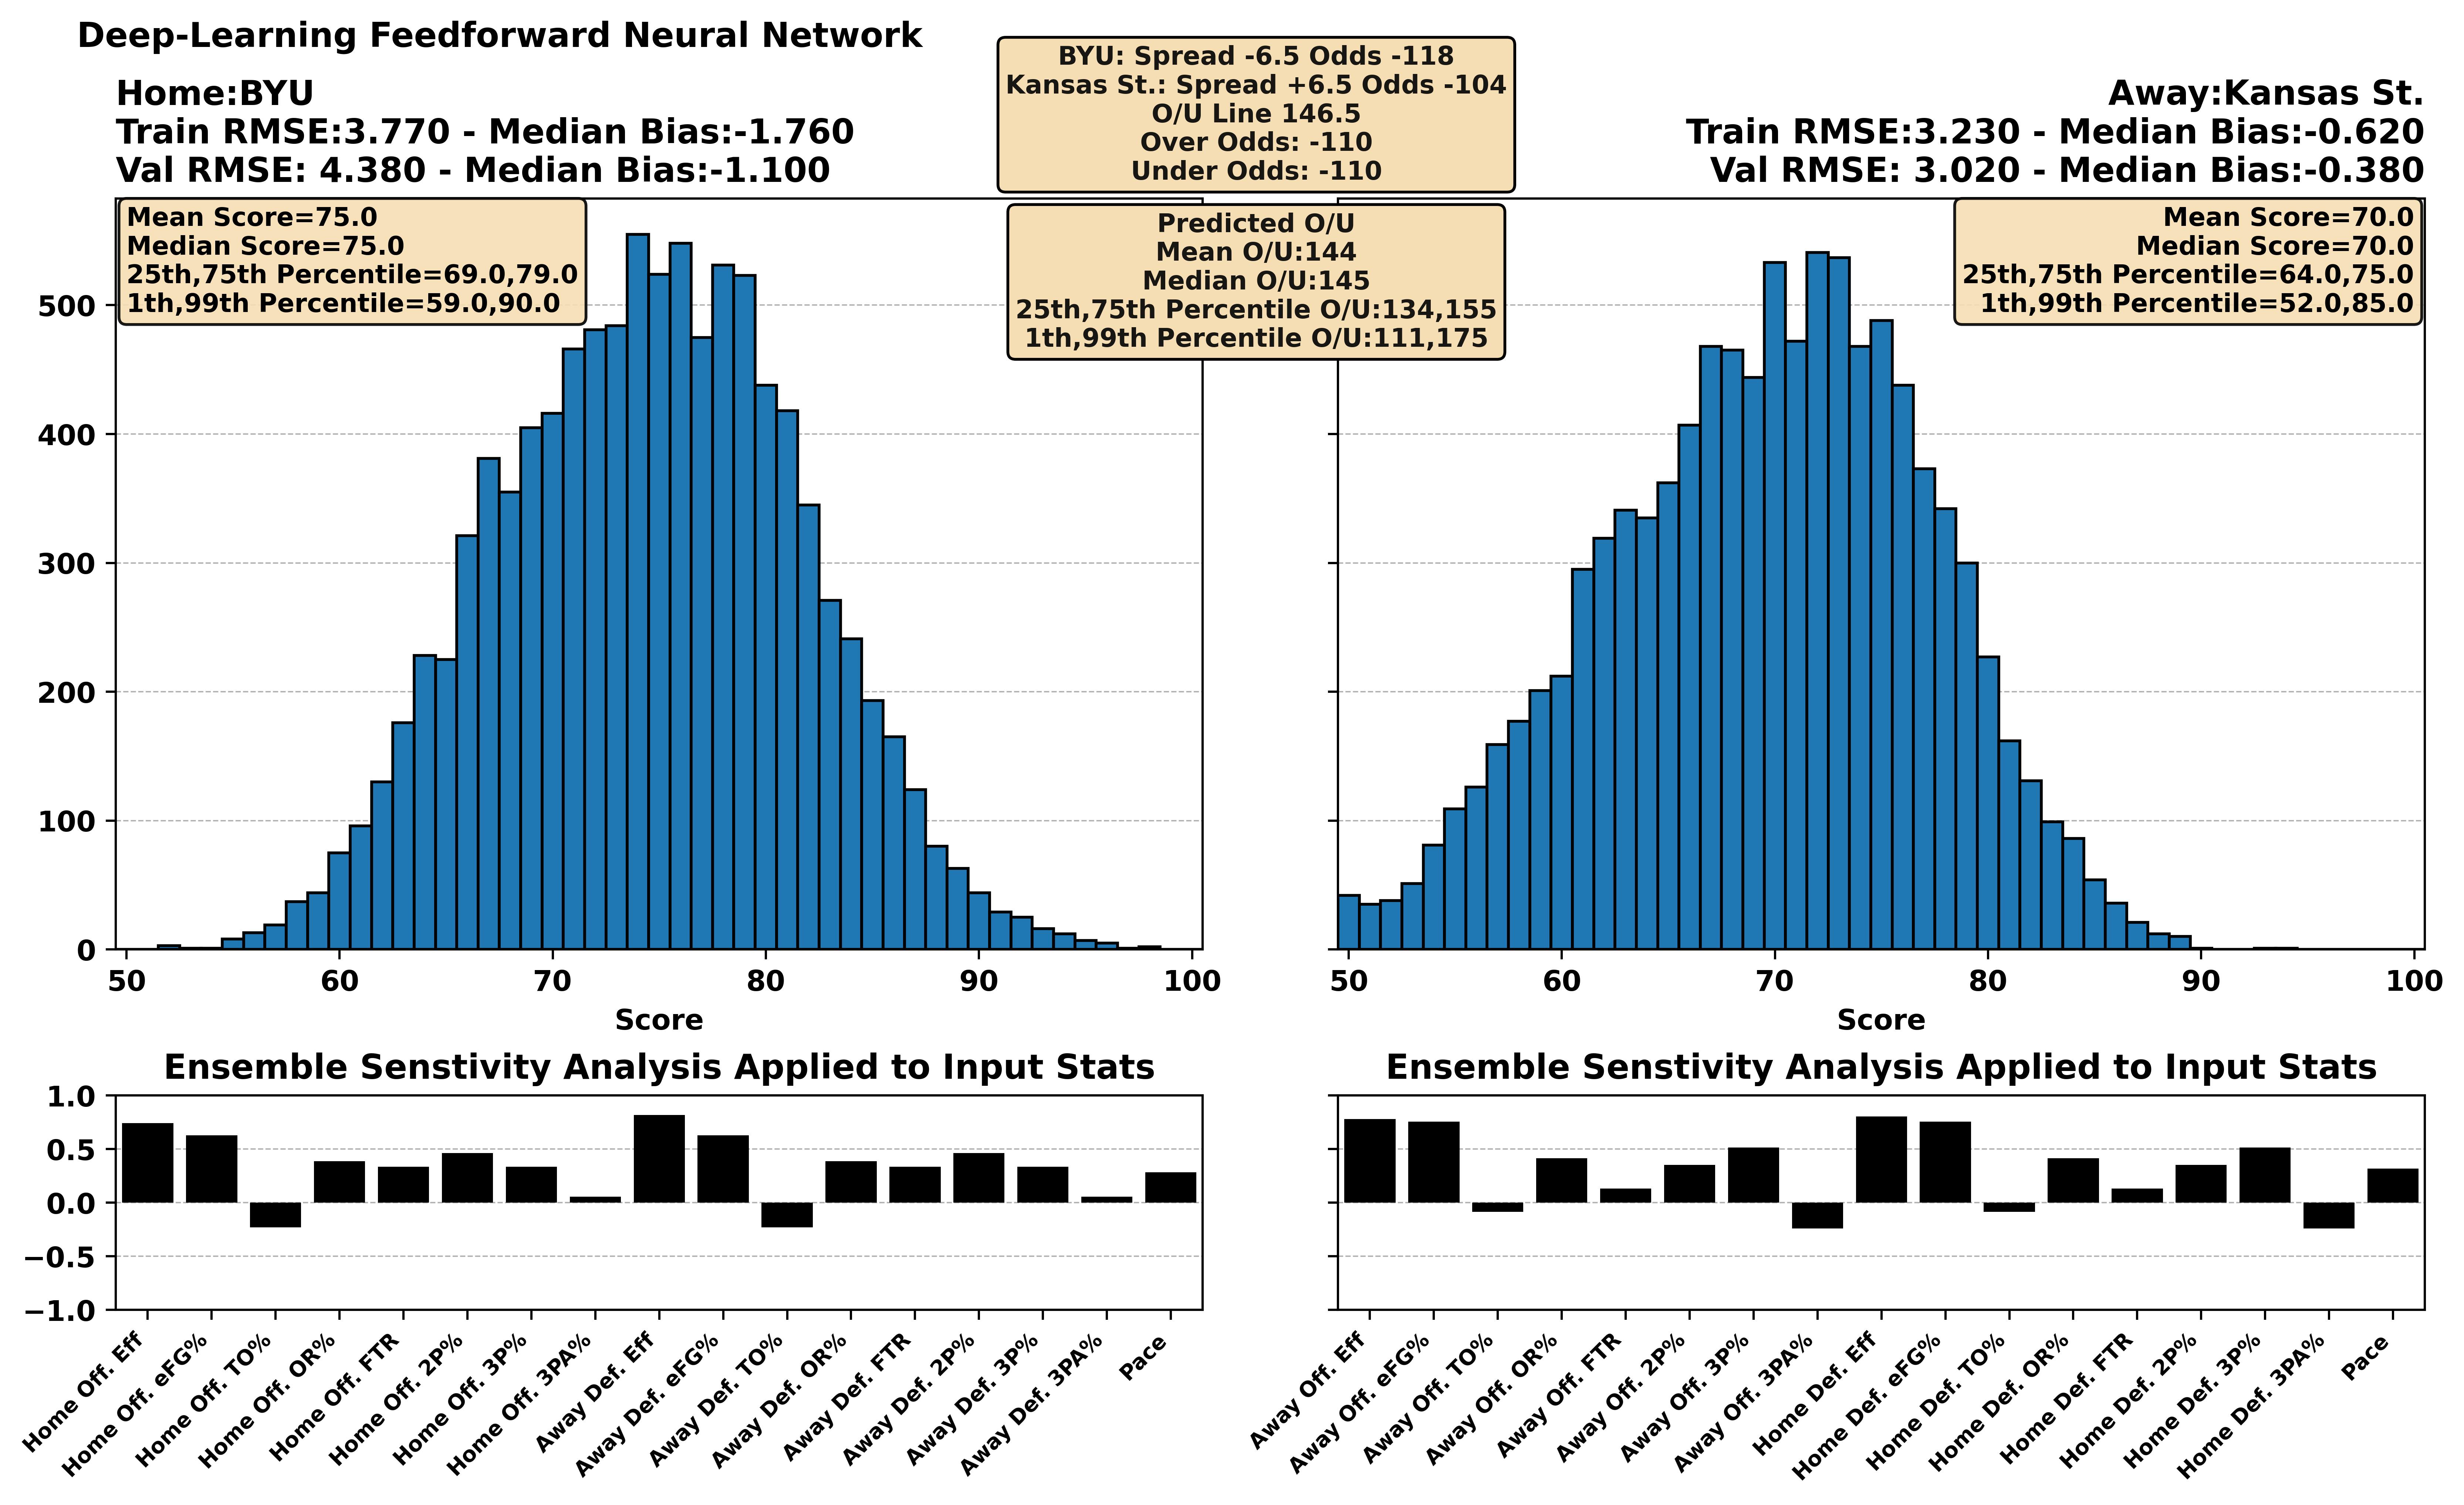 Deep-Learning Feedforward Neural Network
BYU: Spread -6.5 Odds -118
Kansas St.: Spread +6.5 Odds -104
O/U Line 146.5
Over Odds: -110
Under Odds: -110
Home:BYU
Train RMSE:3.770 - Median Bias:-1.760
Val RMSE: 4.380 - Median Bias:-1.100
Away:Kansas St.
Train RMSE:3.230 - Median Bias:-0.620
Val RMSE: 3.020 - Median Bias:-0.380
Mean Score=75.0
Median Score=75.0
25th,75th Percentile=69.0,79.0
1th,99th Percentile=59.0,90.0
Predicted O/U
Mean O/U:144
Median O/U:145
25th,75th Percentile O/U:134,155
1th,99th Percentile O/U:111,175
Mean Score=70.0
Median Score=70.0
25th,75th Percentile=64.0,75.0
1th,99th Percentile=52.0,85.0
500
400
300
200
100
0
50 60 70 80 90 100
Score
50 60 70 80 90 100
Score
Ensemble Senstivity Analysis Applied to Input Stats
1.0
0.5
0.0
−0.5
−1.0
Home Off. Eff
Home Off. eFG%
Home Off. TO%
Home Off. OR%
Home Off. FTR
Home Off. 2P%
Home Off. 3P%
Home Off. 3PA%
Away Def. Eff
Away Def. eFG%
Away Def. TO%
Away Def. OR%
Away Def. FTR
Away Def. 2P%
Away Def. 3P%
Away Def. 3PA%
Pace
Ensemble Senstivity Analysis Applied to Input Stats
Away Off. Eff
Away Off. eFG%
Away Off. TO%
Away Off. OR%
Away Off. FTR
Away Off. 2P%
Away Off. 3P%
Away Off. 3PA%
Home Def. Eff
Home Def. eFG%
Home Def. TO%
Home Def. OR%
Home Def. FTR
Home Def. 2P%
Home Def. 3P%
Home Def. 3PA%
Pace